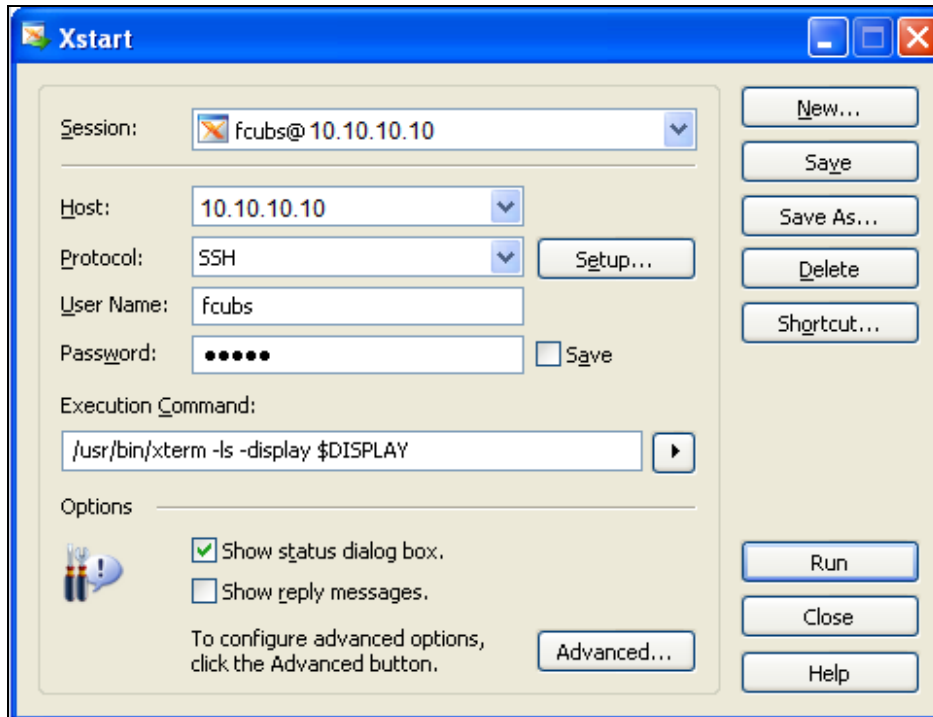 Xstart
Session:
fcubs@10.10.10.10
New...
Save
Host:
10.10.10.10
Save As...
Protocol:
SSH
Setup...
Delete
User Name:
fcubs
Shortcut...
Password:
●●●●●
Save
Execution Command:
/usr/bin/xterm -ls -display $DISPLAY
Options
Show status dialog box.
Run
Show reply messages.
Close
To configure advanced options,
click the Advanced button.
Advanced...
Help